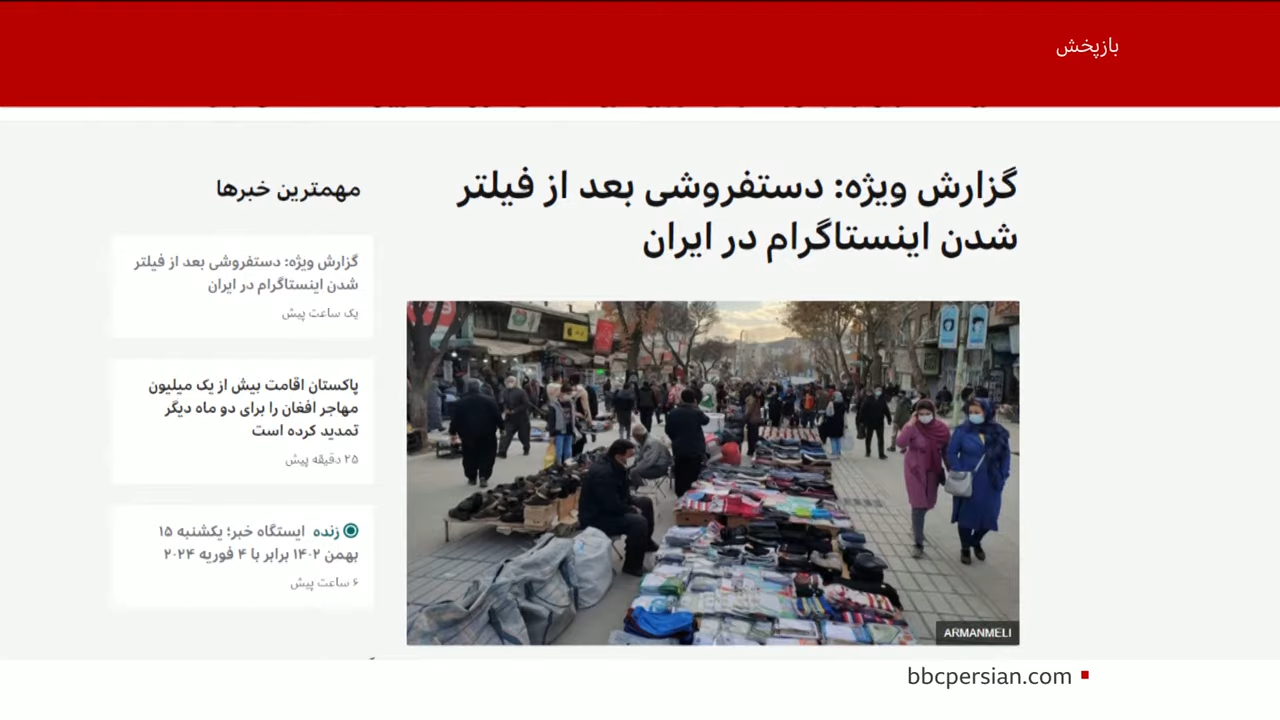 بازپخش
گزارش ویژه: دستفروشی بعد از فیلتر
شدن اینستاگرام در ایران
ARMANMELI
مهمترین خبرها
گزارش ویژه: دستفروشی بعد از فیلتر
شدن اینستاگرام در ایران
یک ساعت پیش
پاکستان اقامت بیش از یک میلیون
مهاجر افغان را برای دو ماه دیگر
تمدید کرده است
۲۵ دقیقه پیش
زنده ایستگاه خبر؛ یکشنبه ۱۵
بهمن ۱۴۰۲ برابر با ۴ فوریه ۲۰۲۴
۶ ساعت پیش
bbcpersian.com